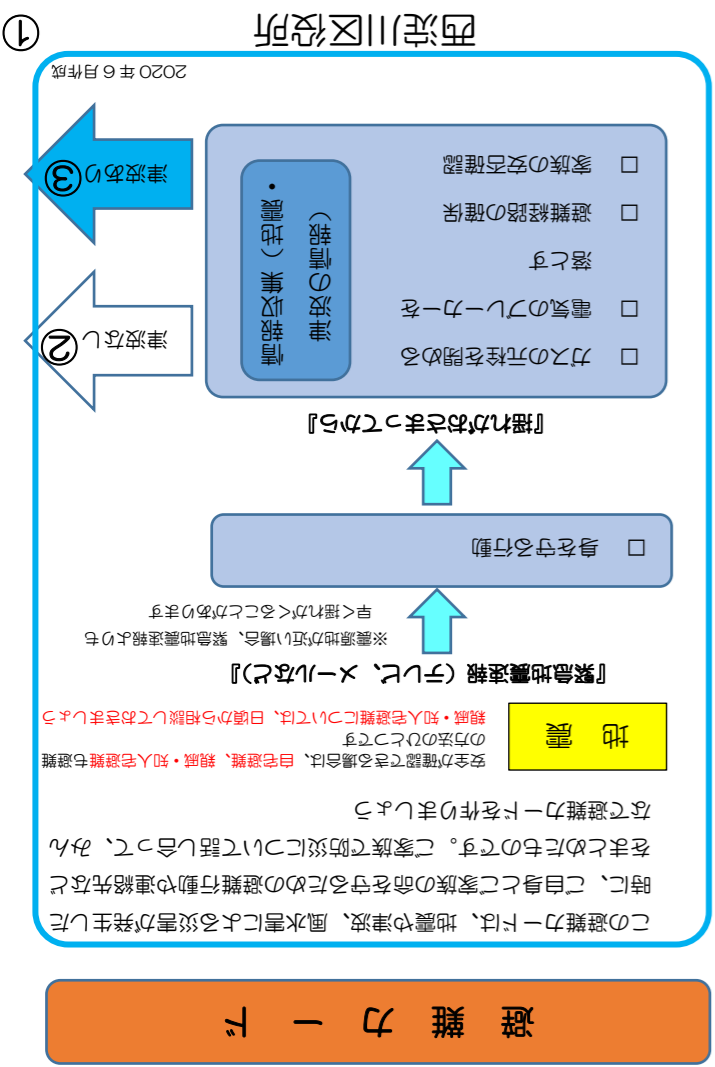 避難カード
このの避難カードは、地震や津波、風水害による災害が発生した
時に、ご自身とご家族の命を守るための避難行動や連絡先など
をまとめたものです。ご家族で防災について話し合って、みん
なで避難カードを作りましょう
地 震
安全が確認できる場合は、自宅避難、親戚・知人宅避難も避難
の方法のひとつです
親戚・知人宅避難については、日頃から相談しておきましょう
『緊急地震速報（テレビ、メールなど）』
※震源地が近い場合、緊急地震速報よりも
早く揺れがくることがあります
□ 身を守る行動
『揺れがおさまってから』
□ ガスの元栓を閉める
□ 電気のブレーカーを
落とす
□ 避難経路の確保
□ 家族の安否確認
情報収集（地震・
津波の情報）
津波なし②
津波あり③
2020年6月作成
西淀川区役所
①